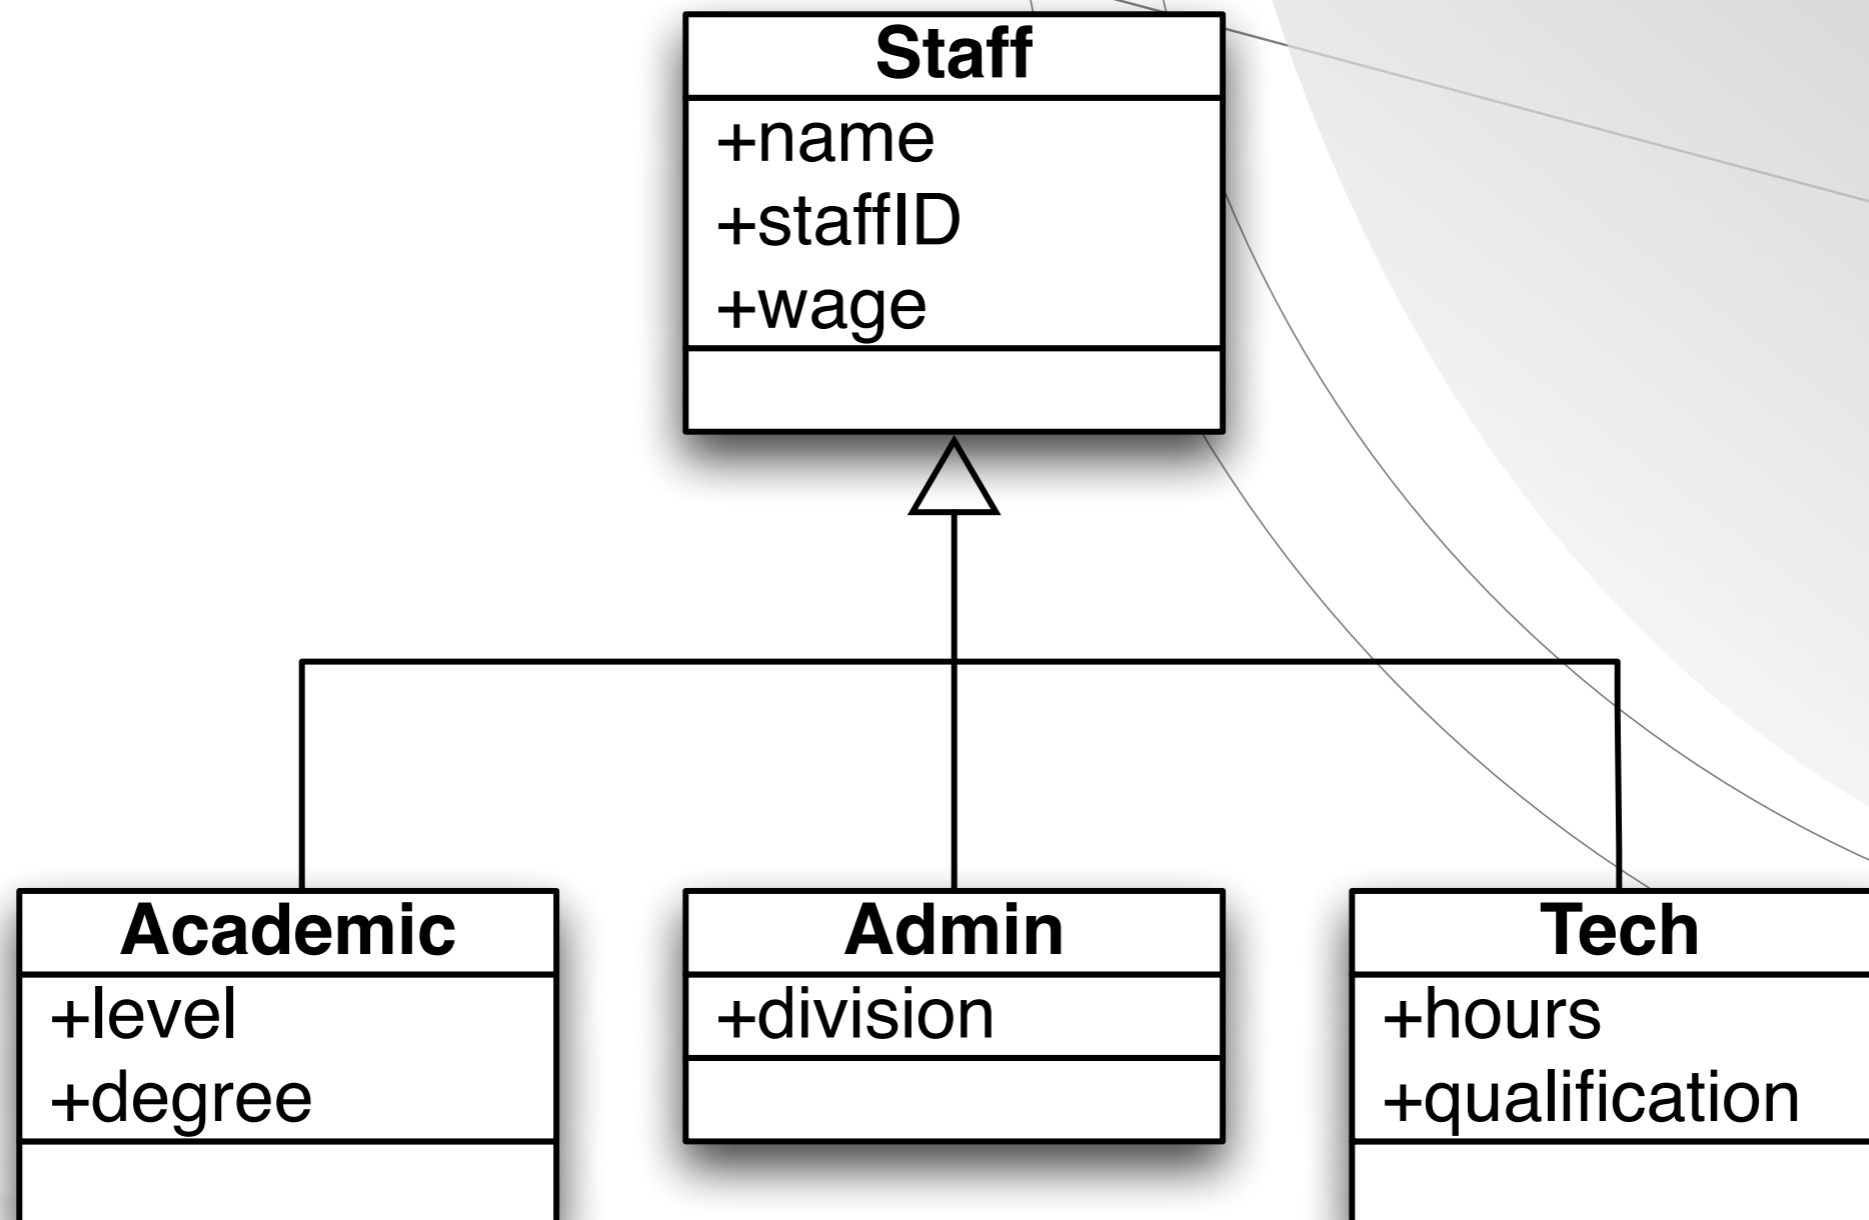 Staff
+name
+staffID
+wage
Academic
+level
+degree
Admin
+division
Tech
+hours
+qualification